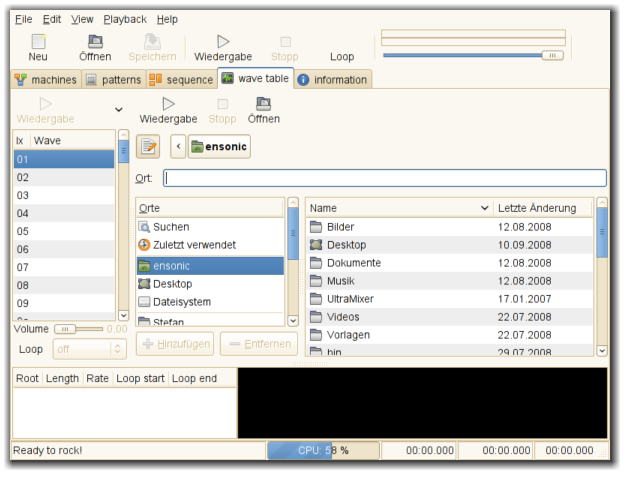 File Edit View Playback Help
Neu Öffnen Speichern Wiedergabe Stopp Loop
machines patterns sequence wave table information
Wiedergabe Wiedergabe Stopp Öffnen
Ix Wave
01
02
03
04
05
06
07
08
09
Volume 0,00
Loop off
ensonic
Ort:
Orte
Suchen
Zuletzt verwendet
ensonic
Desktop
Dateisystem
Stefan
Hinzufügen Entfernen
Name Letzte Änderung
Bilder 12.08.2008
Desktop 10.09.2008
Dokumente 12.08.2008
Musik 12.08.2008
UltraMixer 17.01.2007
Videos 22.07.2008
Vorlagen 22.07.2008
bin 29.07.2008
Root Length Rate Loop start Loop end
Ready to rock! CPU: 58 % 00:00.000 00:00.000 00:00.000